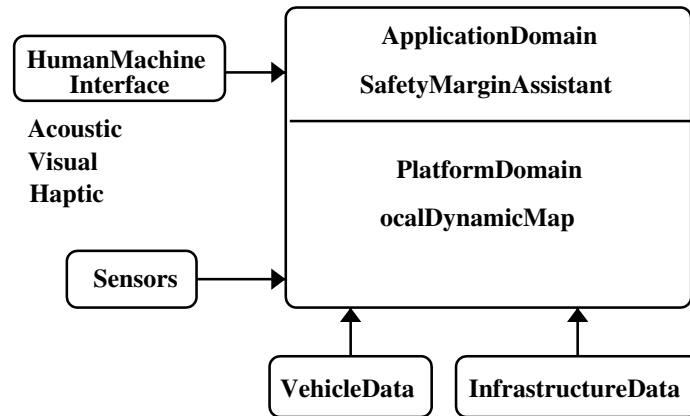 HumanMachine
Interface
Acoustic
Visual
Haptic
Sensors
ApplicationDomain
SafetyMarginAssistant
PlatformDomain
ocalDynamicMap
VehicleData
InfrastructureData